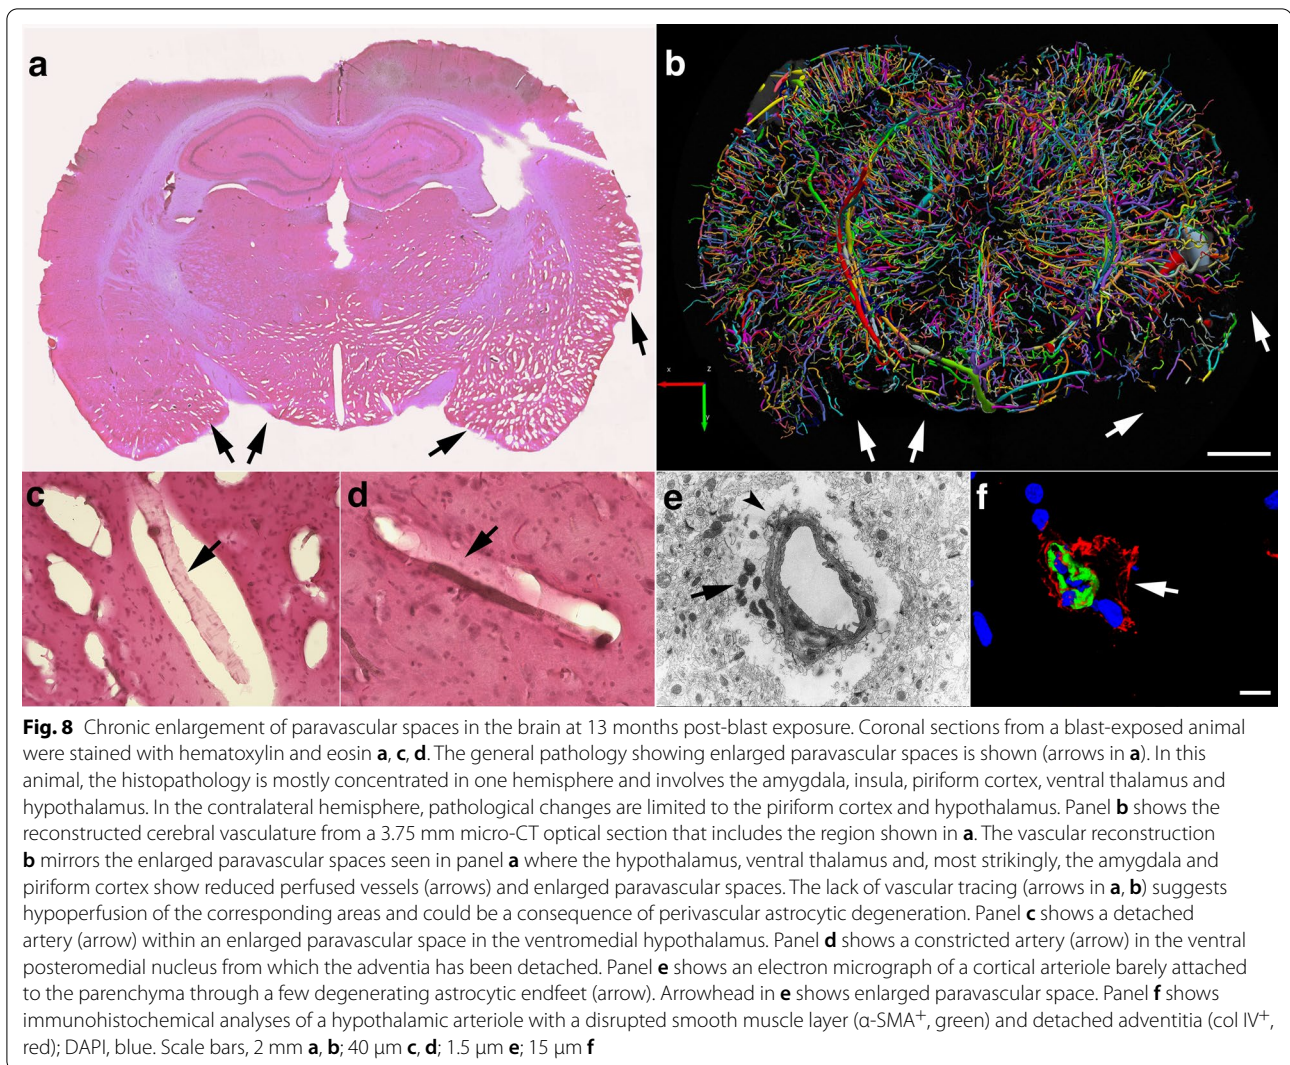 a
b
x
z
y
c
d
e
f
Fig. 8 Chronic enlargement of paravascular spaces in the brain at 13 months post-blast exposure. Coronal sections from a blast-exposed animal
were stained with hematoxylin and eosin a, c, d. The general pathology showing enlarged paravascular spaces is shown (arrows in a). In this
animal, the histopathology is mostly concentrated in one hemisphere and involves the amygdala, insula, piriform cortex, ventral thalamus and
hypothalamus. In the contralateral hemisphere, pathological changes are limited to the piriform cortex and hypothalamus. Panel b shows the
reconstructed cerebral vasculature from a 3.75 mm micro-CT optical section that includes the region shown in a. The vascular reconstruction
b mirrors the enlarged paravascular spaces seen in panel a where the hypothalamus, ventral thalamus and, most strikingly, the amygdala and
piriform cortex show reduced perfused vessels (arrows) and enlarged paravascular spaces. The lack of vascular tracing (arrows in a, b) suggests
hypoperfusion of the corresponding areas and could be a consequence of perivascular astrocytic degeneration. Panel c shows a detached
artery (arrow) within an enlarged paravascular space in the ventromedial hypothalamus. Panel d shows a constricted artery (arrow) in the ventral
posteromedial nucleus from which the adventia has been detached. Panel e shows an electron micrograph of a cortical arteriole barely attached
to the parenchyma through a few degenerating astrocytic endfeet (arrow). Arrowhead in e shows enlarged paravascular space. Panel f shows
immunohistochemical analyses of a hypothalamic arteriole with a disrupted smooth muscle layer (α-SMA⁺, green) and detached adventitia (col IV⁺,
red); DAPI, blue. Scale bars, 2 mm a, b; 40 μm c, d; 1.5 μm e; 15 μm f